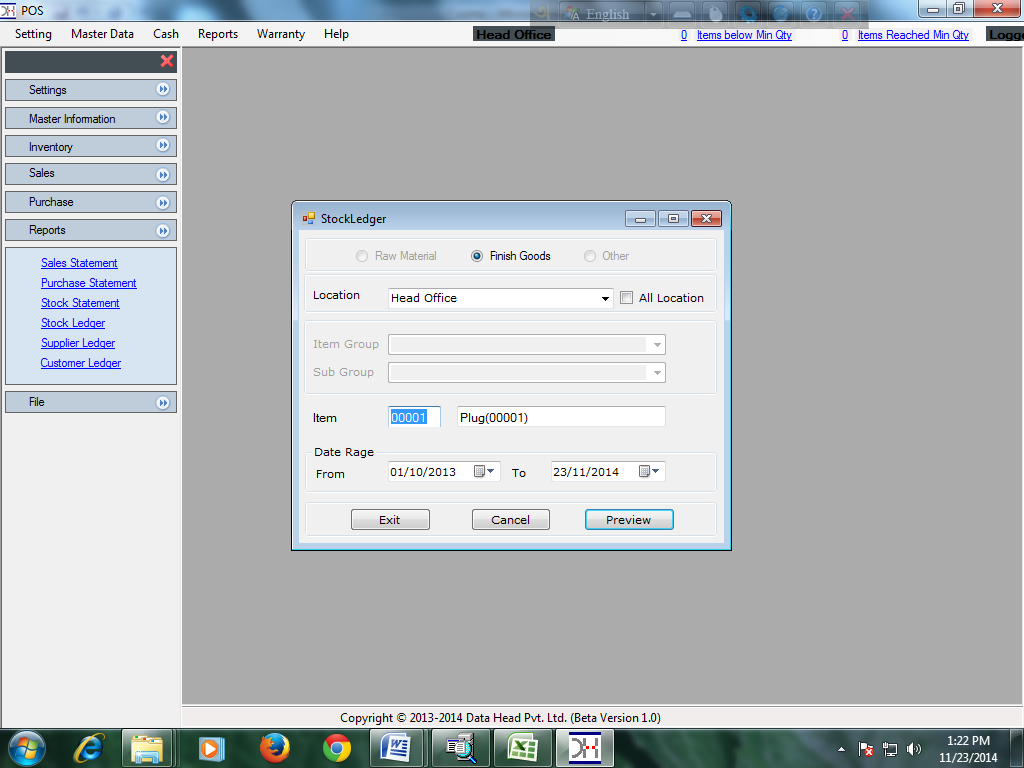 POS
English
Setting Master Data Cash Reports Warranty Help Head Office 0 Items below Min Qty 0 Items Reached Min Qty Logge
Settings
Master Information
Inventory
Sales
Purchase
Reports
Sales Statement
Purchase Statement
Stock Statement
Stock Ledger
Supplier Ledger
Customer Ledger
File
StockLedger
Raw Material Finish Goods Other
Location Head Office All Location
Item Group
Sub Group
Item 00001 Plug(00001)
Date Rage
From 01/10/2013 To 23/11/2014
Exit Cancel Preview
Copyright © 2013-2014 Data Head Pvt. Ltd. (Beta Version 1.0)
1:22 PM
11/23/2014